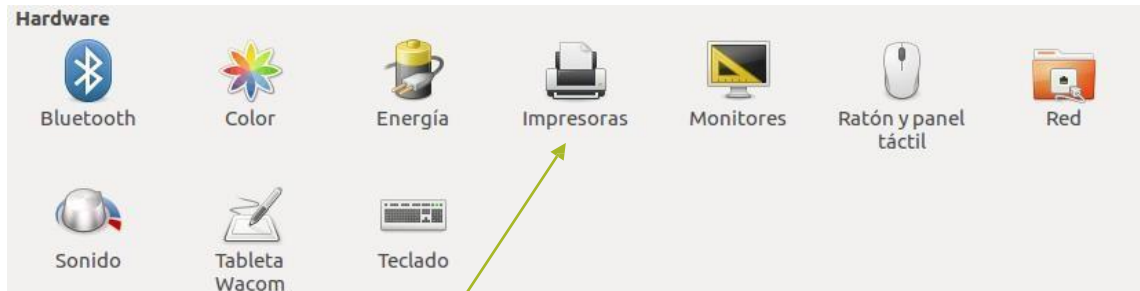 Hardware
Bluetooth
Color
Energía
Impresoras
Monitores
Ratón y panel
táctil
Red
Sonido
Tableta
Wacom
Teclado